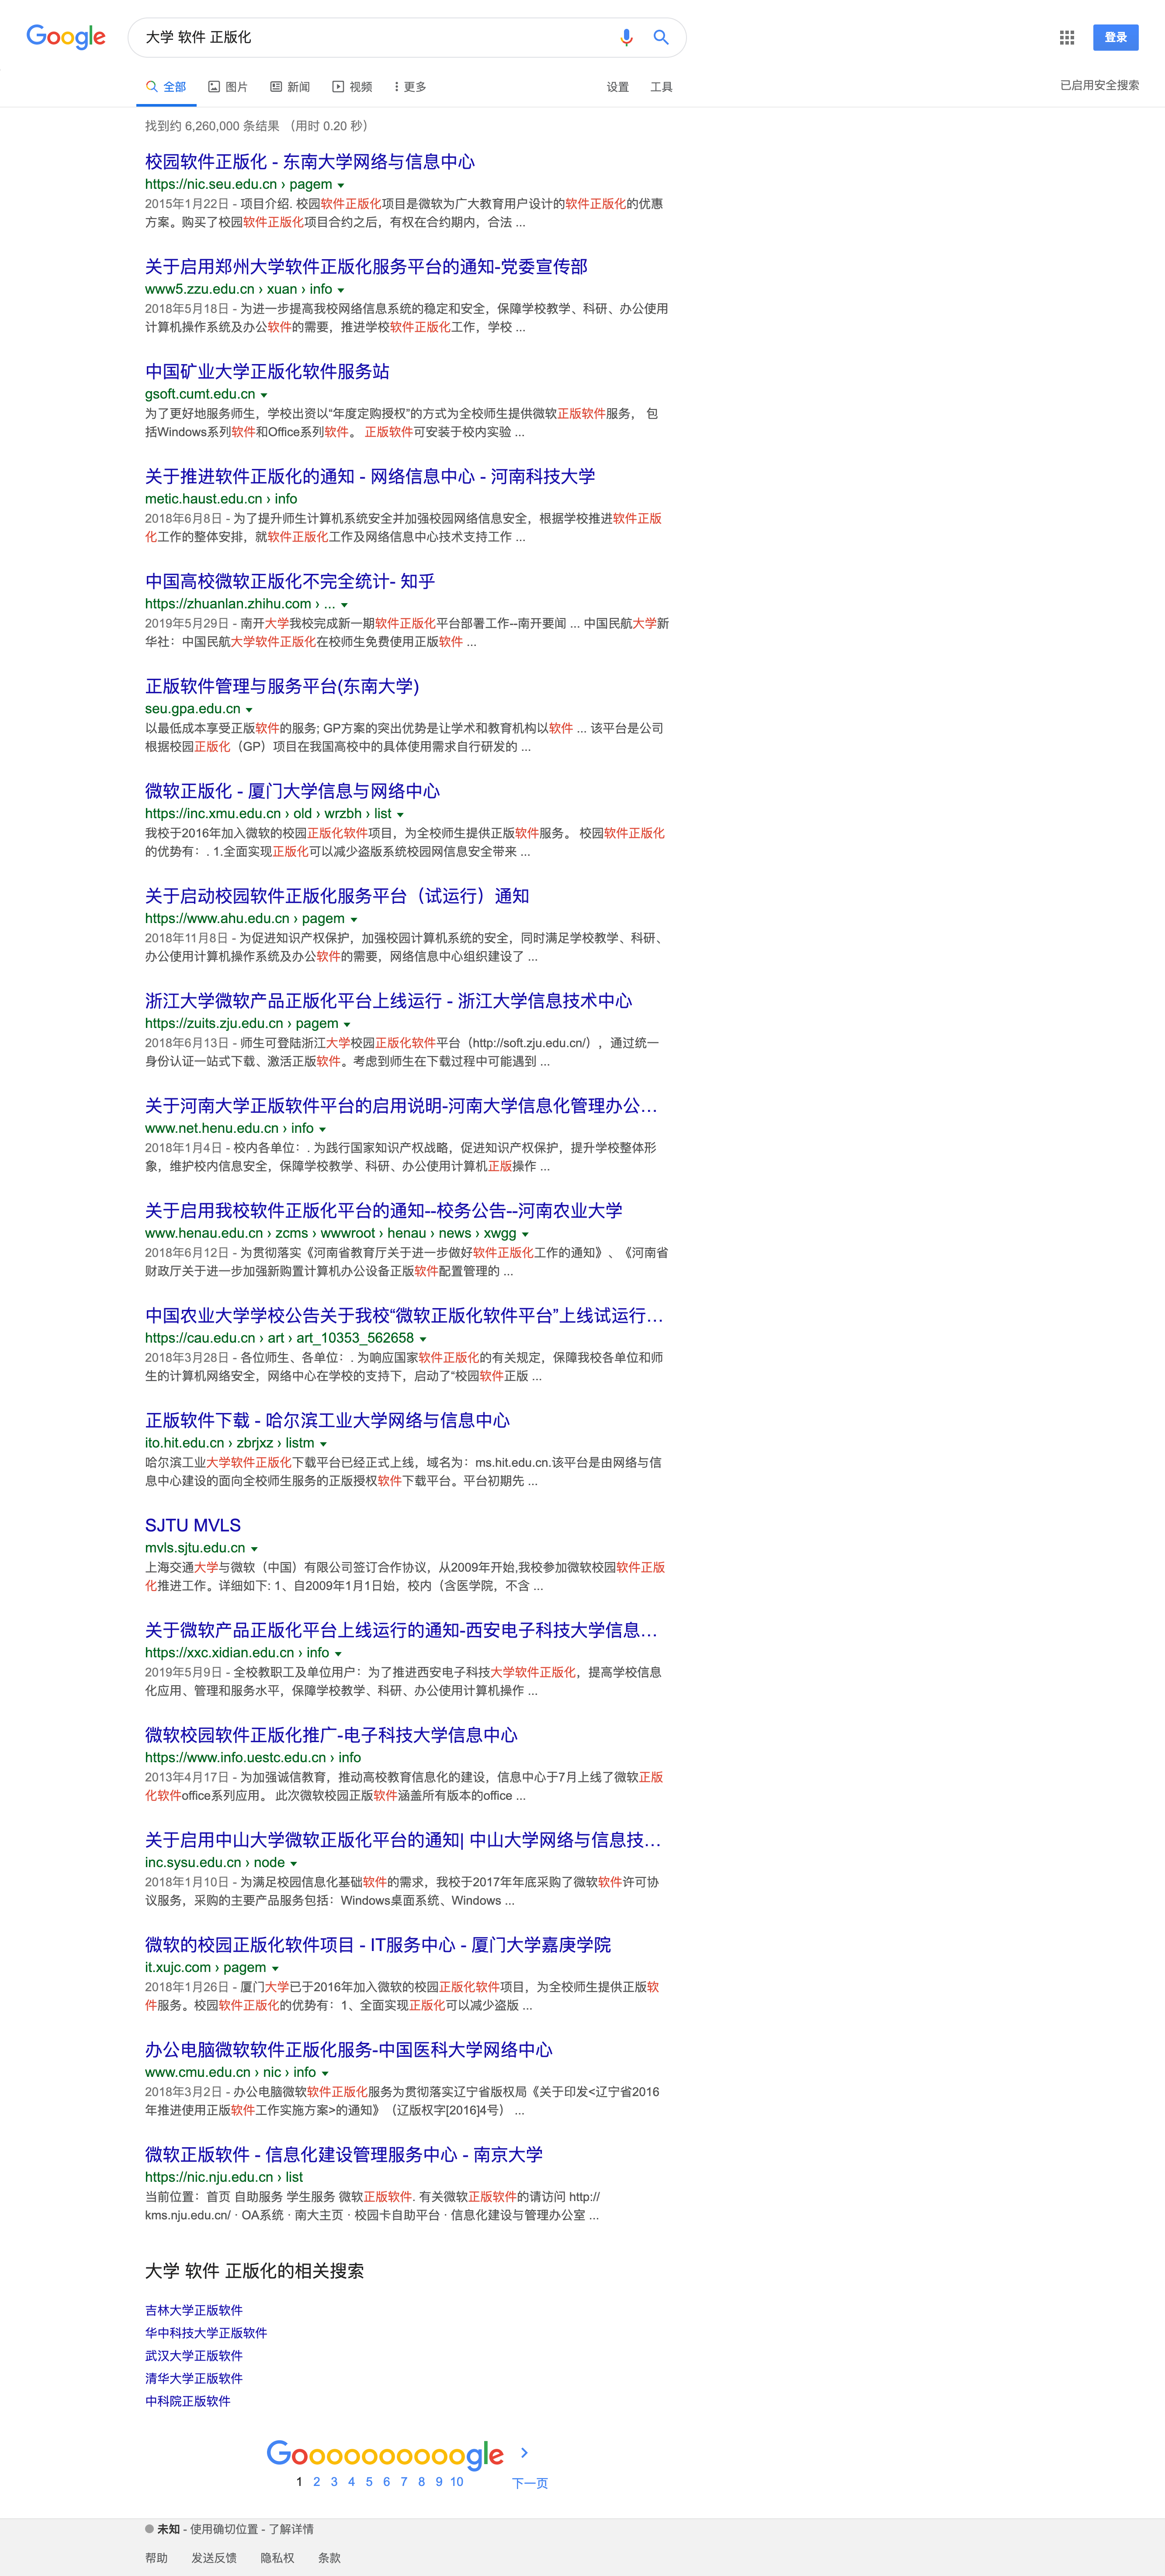 Google
大学 软件 正版化
登录
全部 图片 新闻 视频 更多 设置 工具
已启用安全搜索
找到约 6,260,000 条结果 （用时 0.20 秒）
校园软件正版化 - 东南大学网络与信息中心
https://nic.seu.edu.cn › pagem
2015年1月22日 - 项目介绍. 校园软件正版化项目是微软为广大教育用户设计的软件正版化的优惠
方案。购买了校园软件正版化项目合约之后，有权在合约期内，合法 ...
关于启用郑州大学软件正版化服务平台的通知-党委宣传部
www5.zzu.edu.cn › xuan › info
2018年5月18日 - 为进一步提高我校网络信息系统的稳定和安全，保障学校教学、科研、办公使用
计算机操作系统及办公软件的需要，推进学校软件正版化工作，学校 ...
中国矿业大学正版化软件服务站
gsoft.cumt.edu.cn
为了更好地服务师生，学校出资以“年度定购授权”的方式为全校师生提供微软正版软件服务， 包
括Windows系列软件和Office系列软件。 正版软件可安装于校内实验 ...
关于推进软件正版化的通知 - 网络信息中心 - 河南科技大学
metic.haust.edu.cn › info
2018年6月8日 - 为了提升师生计算机系统安全并加强校园网络信息安全，根据学校推进软件正版
化工作的整体安排，就软件正版化工作及网络信息中心技术支持工作 ...
中国高校微软正版化不完全统计- 知乎
https://zhuanlan.zhihu.com › ...
2019年5月29日 - 南开大学我校完成新一期软件正版化平台部署工作--南开要闻 ... 中国民航大学新
华社：中国民航大学软件正版化在校师生免费使用正版软件 ...
正版软件管理与服务平台(东南大学)
seu.gpa.edu.cn
以最低成本享受正版软件的服务; GP方案的突出优势是让学术和教育机构以软件 ... 该平台是公司
根据校园正版化（GP）项目在我国高校中的具体使用需求自行研发的 ...
微软正版化 - 厦门大学信息与网络中心
https://inc.xmu.edu.cn › old › wrzbh › list
我校于2016年加入微软的校园正版化软件项目，为全校师生提供正版软件服务。 校园软件正版化
的优势有：. 1.全面实现正版化可以减少盗版系统校园网信息安全带来 ...
关于启动校园软件正版化服务平台（试运行）通知
https://www.ahu.edu.cn › pagem
2018年11月8日 - 为促进知识产权保护，加强校园计算机系统的安全，同时满足学校教学、科研、
办公使用计算机操作系统及办公软件的需要，网络信息中心组织建设了 ...
浙江大学微软产品正版化平台上线运行 - 浙江大学信息技术中心
https://zuits.zju.edu.cn › pagem
2018年6月13日 - 师生可登陆浙江大学校园正版化软件平台（http://soft.zju.edu.cn/），通过统一
身份认证一站式下载、激活正版软件。考虑到师生在下载过程中可能遇到 ...
关于河南大学正版软件平台的启用说明-河南大学信息化管理办公...
www.net.henu.edu.cn › info
2018年1月4日 - 校内各单位：. 为践行国家知识产权战略，促进知识产权保护，提升学校整体形
象，维护校内信息安全，保障学校教学、科研、办公使用计算机正版操作 ...
关于启用我校软件正版化平台的通知--校务公告--河南农业大学
www.henau.edu.cn › zcms › wwwroot › henau › news › xwgg
2018年6月12日 - 为贯彻落实《河南省教育厅关于进一步做好软件正版化工作的通知》、《河南省
财政厅关于进一步加强新购置计算机办公设备正版软件配置管理的 ...
中国农业大学学校公告关于我校“微软正版化软件平台”上线试运行...
https://cau.edu.cn › art › art_10353_562658
2018年3月28日 - 各位师生、各单位：. 为响应国家软件正版化的有关规定，保障我校各单位和师
生的计算机网络安全，网络中心在学校的支持下，启动了“校园软件正版 ...
正版软件下载 - 哈尔滨工业大学网络与信息中心
ito.hit.edu.cn › zbrjxz › listm
哈尔滨工业大学软件正版化下载平台已经正式上线，域名为：ms.hit.edu.cn.该平台是由网络与信
息中心建设的面向全校师生服务的正版授权软件下载平台。平台初期先 ...
SJTU MVLS
mvls.sjtu.edu.cn
上海交通大学与微软（中国）有限公司签订合作协议，从2009年开始,我校参加微软校园软件正版
化推进工作。详细如下: 1、自2009年1月1日始，校内（含医学院，不含 ...
关于微软产品正版化平台上线运行的通知-西安电子科技大学信息...
https://xxc.xidian.edu.cn › info
2019年5月9日 - 全校教职工及单位用户：为了推进西安电子科技大学软件正版化，提高学校信息
化应用、管理和服务水平，保障学校教学、科研、办公使用计算机操作 ...
微软校园软件正版化推广-电子科技大学信息中心
https://www.info.uestc.edu.cn › info
2013年4月17日 - 为加强诚信教育，推动高校教育信息化的建设，信息中心于7月上线了微软正版
化软件office系列应用。 此次微软校园正版软件涵盖所有版本的office ...
关于启用中山大学微软正版化平台的通知| 中山大学网络与信息技...
inc.sysu.edu.cn › node
2018年1月10日 - 为满足校园信息化基础软件的需求，我校于2017年年底采购了微软软件许可协
议服务，采购的主要产品服务包括：Windows桌面系统、Windows ...
微软的校园正版化软件项目 - IT服务中心 - 厦门大学嘉庚学院
it.xujc.com › pagem
2018年1月26日 - 厦门大学已于2016年加入微软的校园正版化软件项目，为全校师生提供正版软
件服务。校园软件正版化的优势有：1、全面实现正版化可以减少盗版 ...
办公电脑微软软件正版化服务-中国医科大学网络中心
www.cmu.edu.cn › nic › info
2018年3月2日 - 办公电脑微软软件正版化服务为贯彻落实辽宁省版权局《关于印发<辽宁省2016
年推进使用正版软件工作实施方案>的通知》（辽版权字[2016]4号） ...
微软正版软件 - 信息化建设管理服务中心 - 南京大学
https://nic.nju.edu.cn › list
当前位置：首页 自助服务 学生服务 微软正版软件. 有关微软正版软件的请访问 http://
kms.nju.edu.cn/ · OA系统 · 南大主页 · 校园卡自助平台 · 信息化建设与管理办公室 ...
大学 软件 正版化的相关搜索
吉林大学正版软件
华中科技大学正版软件
武汉大学正版软件
清华大学正版软件
中科院正版软件
Goooooooooogle
1 2 3 4 5 6 7 8 9 10 下一页
未知 - 使用确切位置 - 了解详情
帮助 发送反馈 隐私权 条款